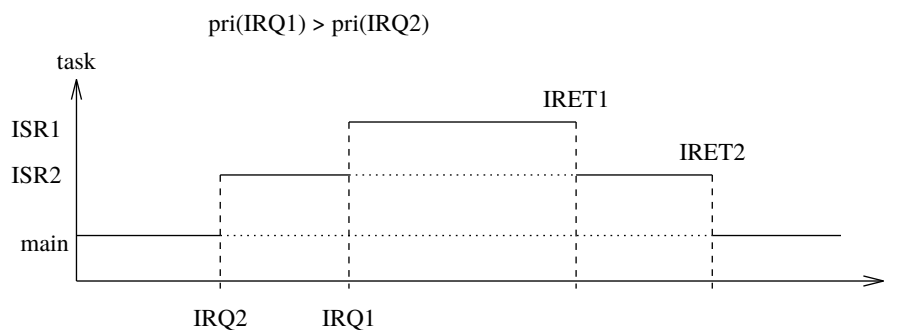 pri(IRQ1) > pri(IRQ2)
task
IRET1
ISR1
IRET2
ISR2
main
IRQ2 IRQ1